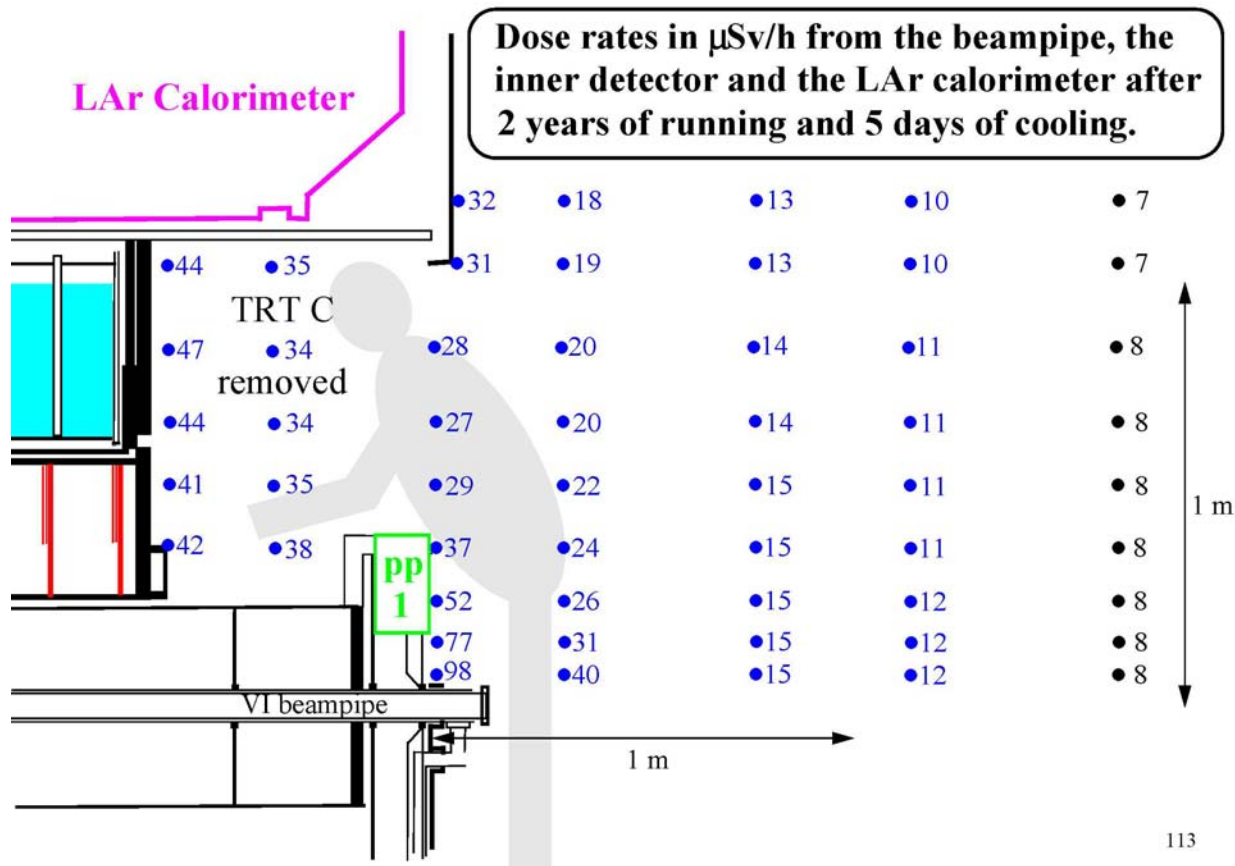 Dose rates in μSv/h from the beampipe, the
inner detector and the LAr calorimeter after
2 years of running and 5 days of cooling.
LAr Calorimeter
32 18 13 10 7
44 35 31 19 13 10 7
TRT C
47 34 28 20 14 11 8
removed
44 34 27 20 14 11 8
41 35 29 22 15 11 8
1 m
42 38 37 24 15 11 8
pp
1
52 26 15 12 8
77 31 15 12 8
98 40 15 12 8
VI beampipe
1 m
113